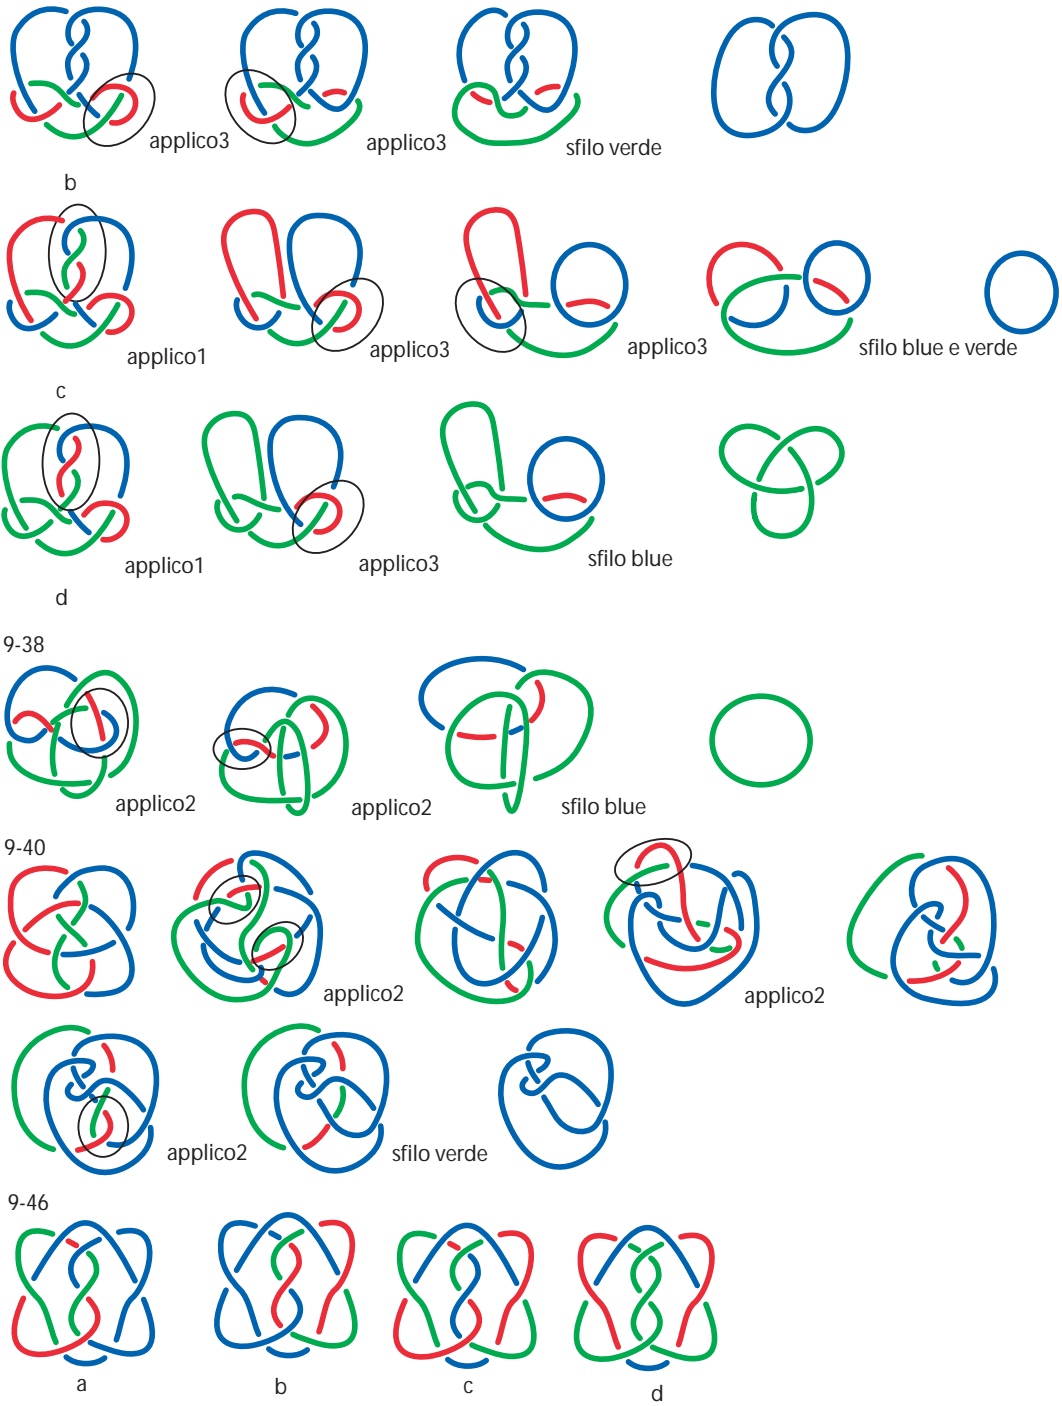 applico3
applico3
sfilo verde
b
applico1
applico3
applico3
sfilo blue e verde
c
applico1
applico3
sfilo blue
d
9-38
applico2
applico2
sfilo blue
9-40
applico2
applico2
applico2
sfilo verde
9-46
a
b
c
d